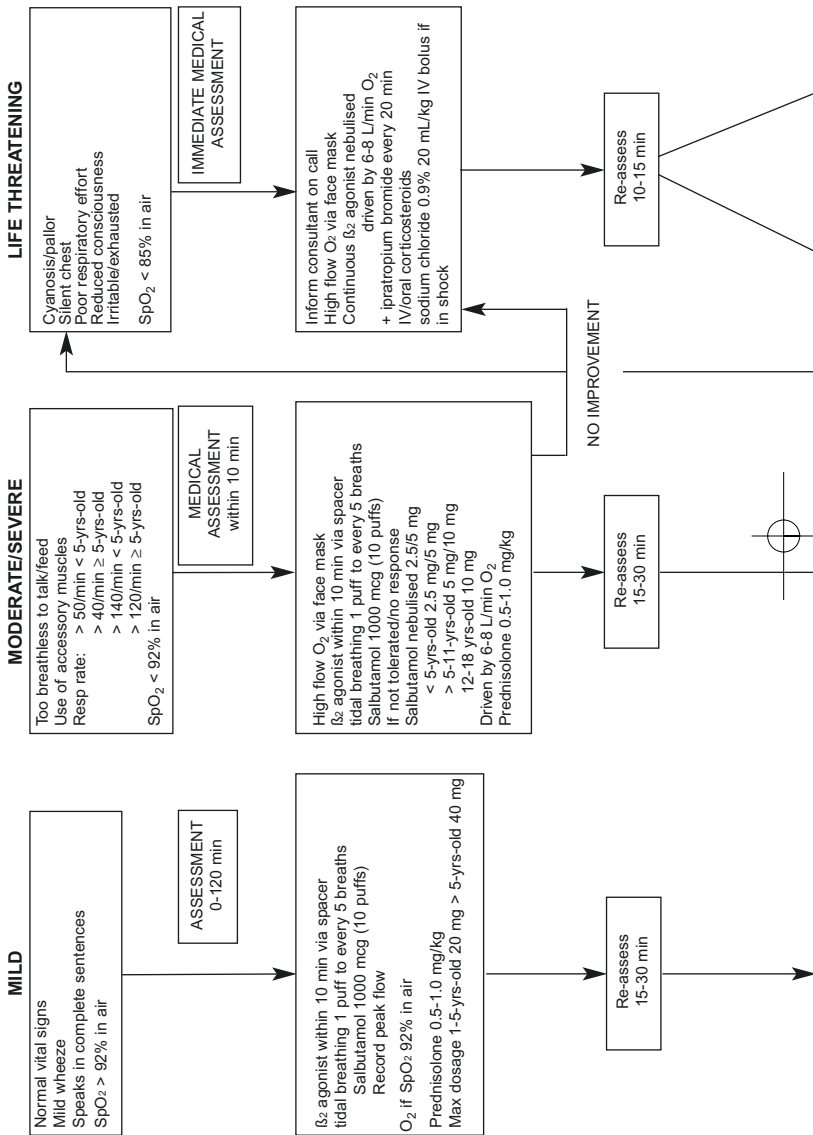 MILD
Normal vital signs
Mild wheeze
Speaks in complete sentences
SpO₂ > 92% in air
ASSESSMENT
0-120 min
ß₂ agonist within 10 min via spacer
tidal breathing 1 puff to every 5 breaths
Salbutamol 1000 mcg (10 puffs)
Record peak flow
O₂ if SpO₂ 92% in air
Prednisolone 0.5-1.0 mg/kg
Max dosage 1-5-yrs-old 20 mg > 5-yrs-old 40 mg
Re-assess
15-30 min
MODERATE/SEVERE
Too breathless to talk/feed
Use of accessory muscles
Resp rate: > 50/min < 5-yrs-old
> 40/min ≥ 5-yrs-old
> 140/min < 5-yrs-old
> 120/min ≥ 5-yrs-old
SpO₂ < 92% in air
MEDICAL
ASSESSMENT
within 10 min
High flow O₂ via face mask
ß₂ agonist within 10 min via spacer
tidal breathing 1 puff to every 5 breaths
Salbutamol 1000 mcg (10 puffs)
If not tolerated/no response
Salbutamol nebulised 2.5/5 mg
< 5-yrs-old 2.5 mg/5 mg
> 5-11-yrs-old 5 mg/10 mg
12-18 yrs-old 10 mg
Driven by 6-8 L/min O₂
Prednisolone 0.5-1.0 mg/kg
Re-assess
15-30 min
NO IMPROVEMENT
LIFE THREATENING
Cyanosis/pallor
Silent chest
Poor respiratory effort
Reduced consciousness
Irritable/exhausted
SpO₂ < 85% in air
IMMEDIATE MEDICAL
ASSESSMENT
Inform consultant on call
High flow O₂ via face mask
Continuous ß₂ agonist nebulised
driven by 6-8 L/min O₂
+ ipratropium bromide every 20 min
IV/oral corticosteroids
sodium chloride 0.9% 20 mL/kg IV bolus if
in shock
Re-assess
10-15 min